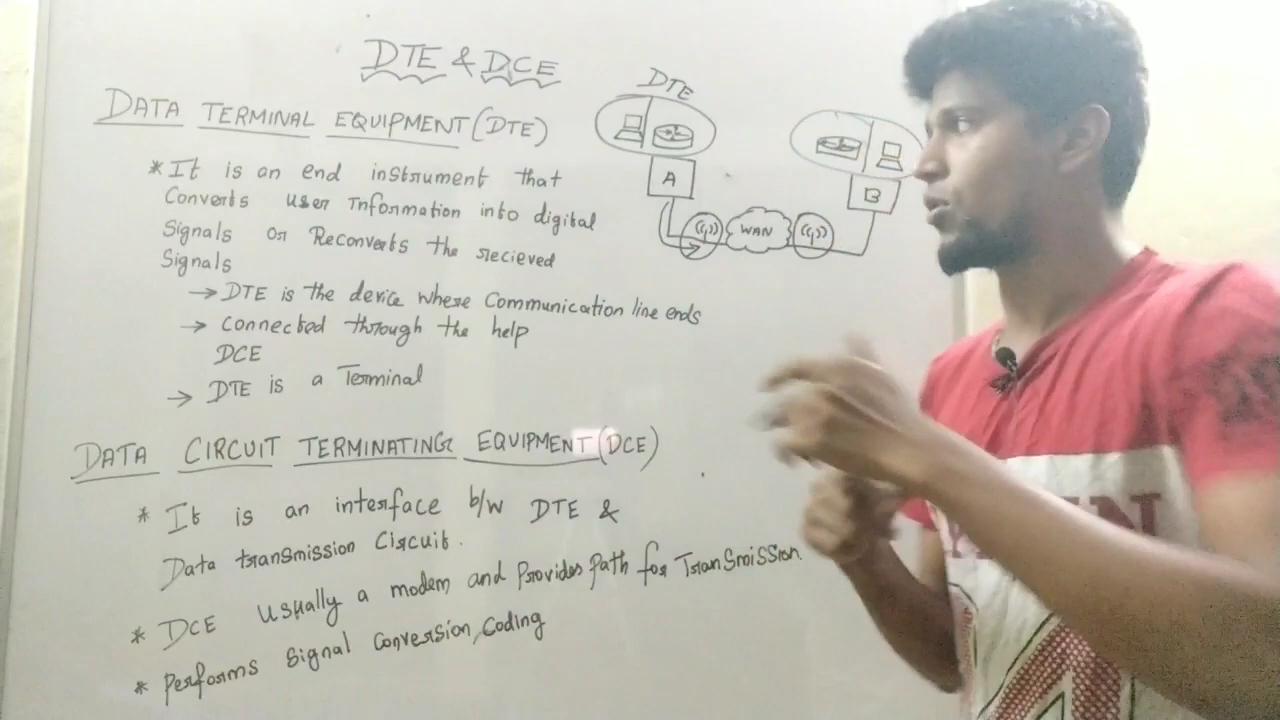 DTE & DCE
DATA TERMINAL EQUIPMENT (DTE)
* It is an end instrument that
Converts user Information into digital
Signals or Reconverts the recieved
Signals
→ DTE is the device where Communication line ends
→ Connected through the help
DCE
→ DTE is a Terminal
DTE
A
B
WAN
DATA CIRCUIT TERMINATING EQUIPMENT (DCE)
* It is an interface b/w DTE &
Data transmission Circuit.
* DCE usually a modem and Provides Path for Transmission.
* Performs Signal Conversion, Coding